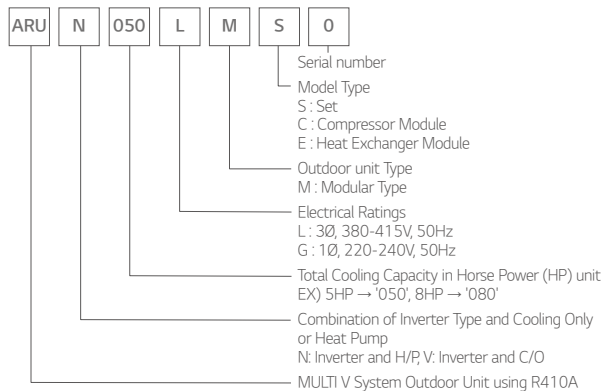 ARU N 050 L M S 0
Serial number
Model Type
S : Set
C : Compressor Module
E : Heat Exchanger Module
Outdoor unit Type
M : Modular Type
Electrical Ratings
L : 3Ø, 380-415V, 50Hz
G : 1Ø, 220-240V, 50Hz
Total Cooling Capacity in Horse Power (HP) unit
EX) 5HP → '050', 8HP → '080'
Combination of Inverter Type and Cooling Only
or Heat Pump
N: Inverter and H/P, V: Inverter and C/O
MULTI V System Outdoor Unit using R410A